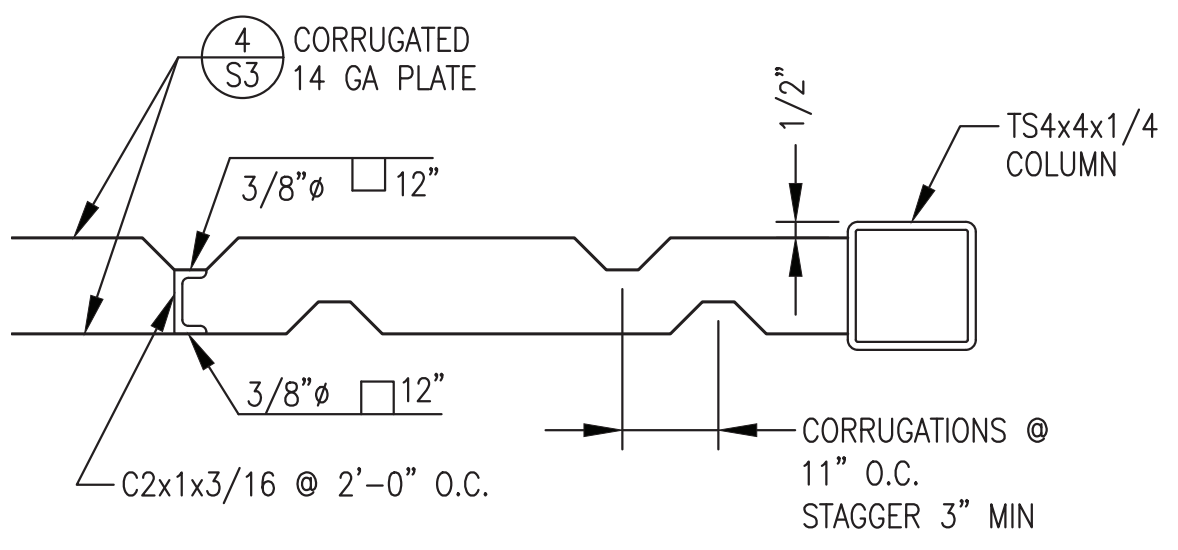 4
S3
CORRUGATED
14 GA PLATE
1/2"
TS4x4x1/4
COLUMN
3/8"ø 12"
3/8"ø 12"
C2x1x3/16 @ 2'-0" O.C.
CORRUGATIONS @
11" O.C.
STAGGER 3" MIN